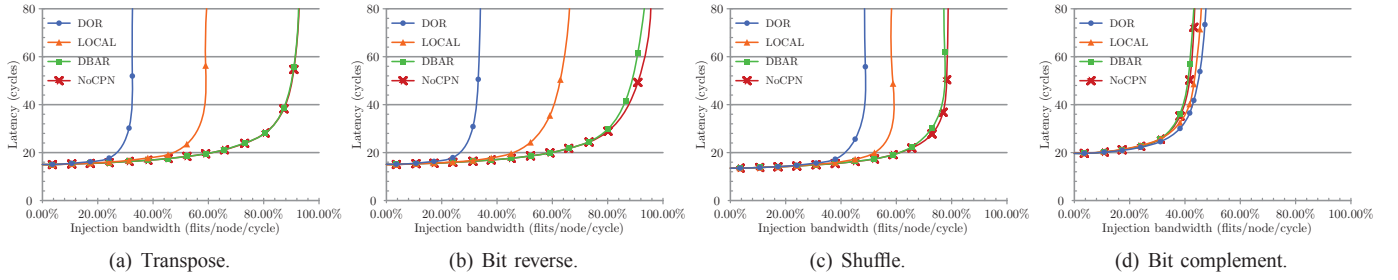 80
60
40
20
0
Latency (cycles)
DOR
LOCAL
DBAR
NoCPN
0.00% 20.00% 40.00% 60.00% 80.00% 100.00%
Injection bandwidth (flits/node/cycle)
(a) Transpose.
80
60
40
20
0
Latency (cycles)
DOR
LOCAL
DBAR
NoCPN
0.00% 20.00% 40.00% 60.00% 80.00% 100.00%
Injection bandwidth (flits/node/cycle)
(b) Bit reverse.
80
60
40
20
0
Latency (cycles)
DOR
LOCAL
DBAR
NoCPN
0.00% 20.00% 40.00% 60.00% 80.00% 100.00%
Injection bandwidth (flits/node/cycle)
(c) Shuffle.
80
60
40
20
0
Latency (cycles)
DOR
LOCAL
DBAR
NoCPN
0.00% 20.00% 40.00% 60.00% 80.00% 100.00%
Injection bandwidth (flits/node/cycle)
(d) Bit complement.